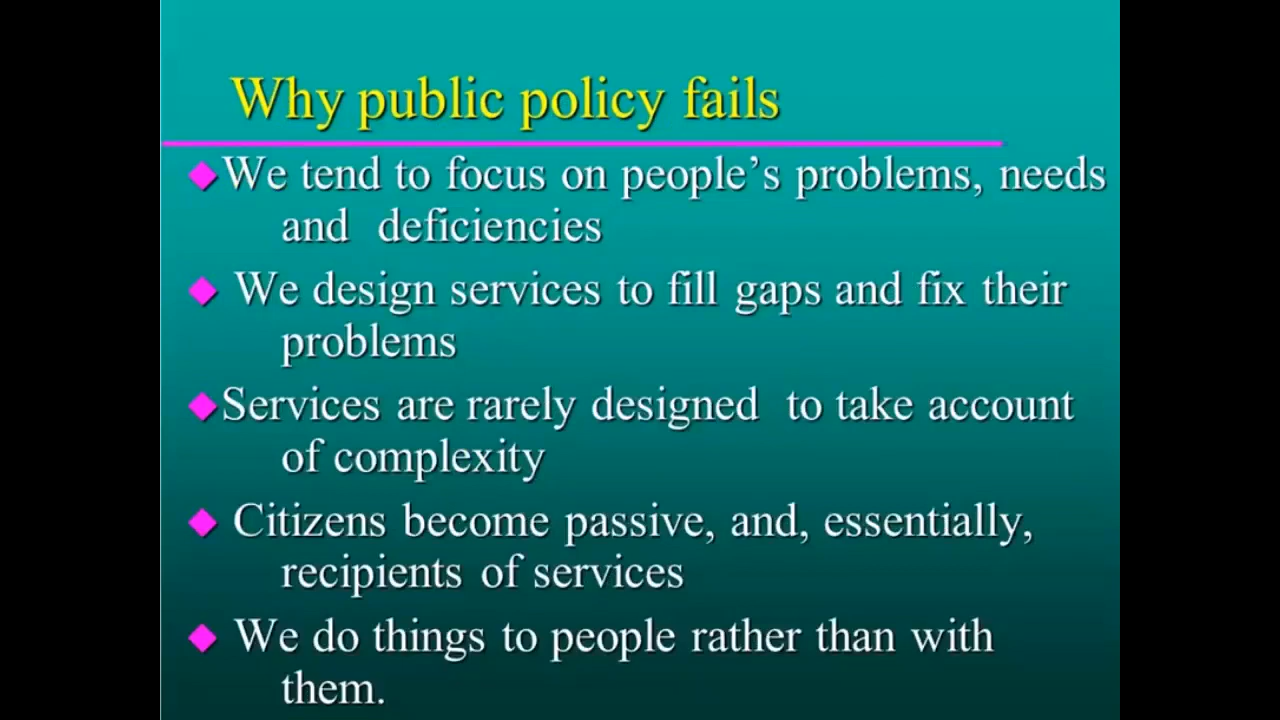 Why public policy fails
We tend to focus on people’s problems, needs
and deficiencies
We design services to fill gaps and fix their
problems
Services are rarely designed to take account
of complexity
Citizens become passive, and, essentially,
recipients of services
We do things to people rather than with
them.